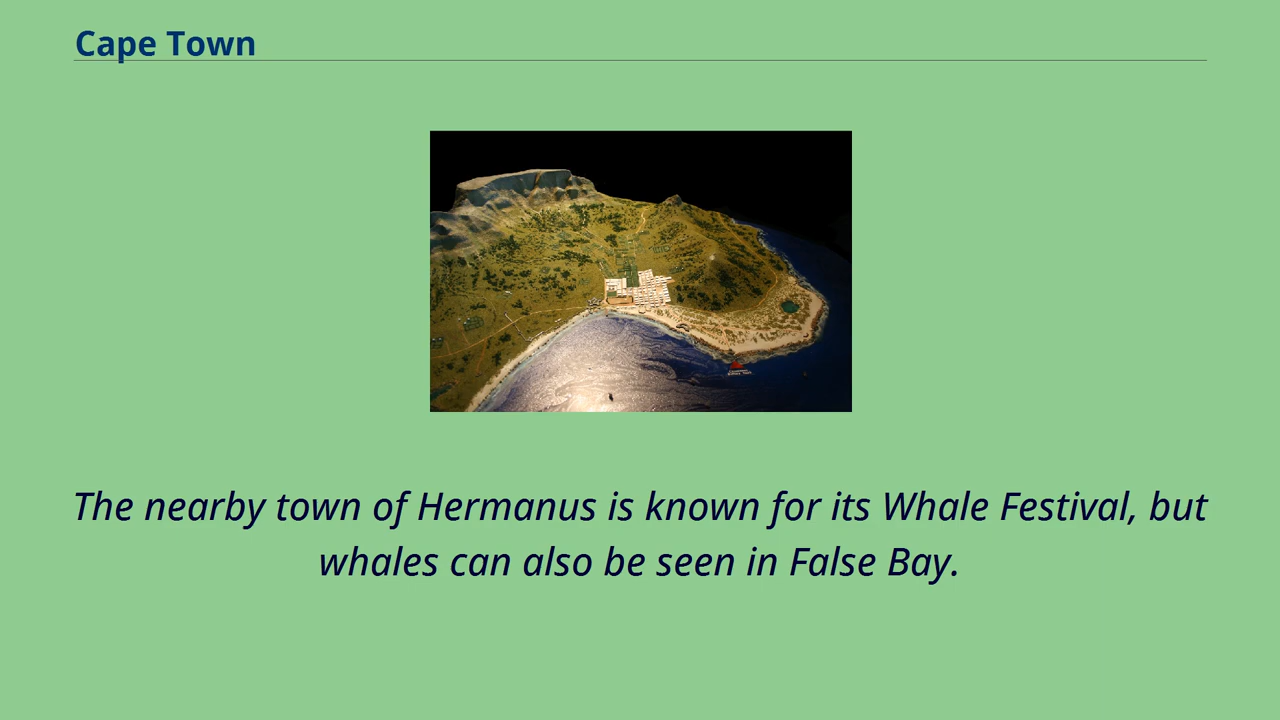 Cape Town
The nearby town of Hermanus is known for its Whale Festival, but
whales can also be seen in False Bay.